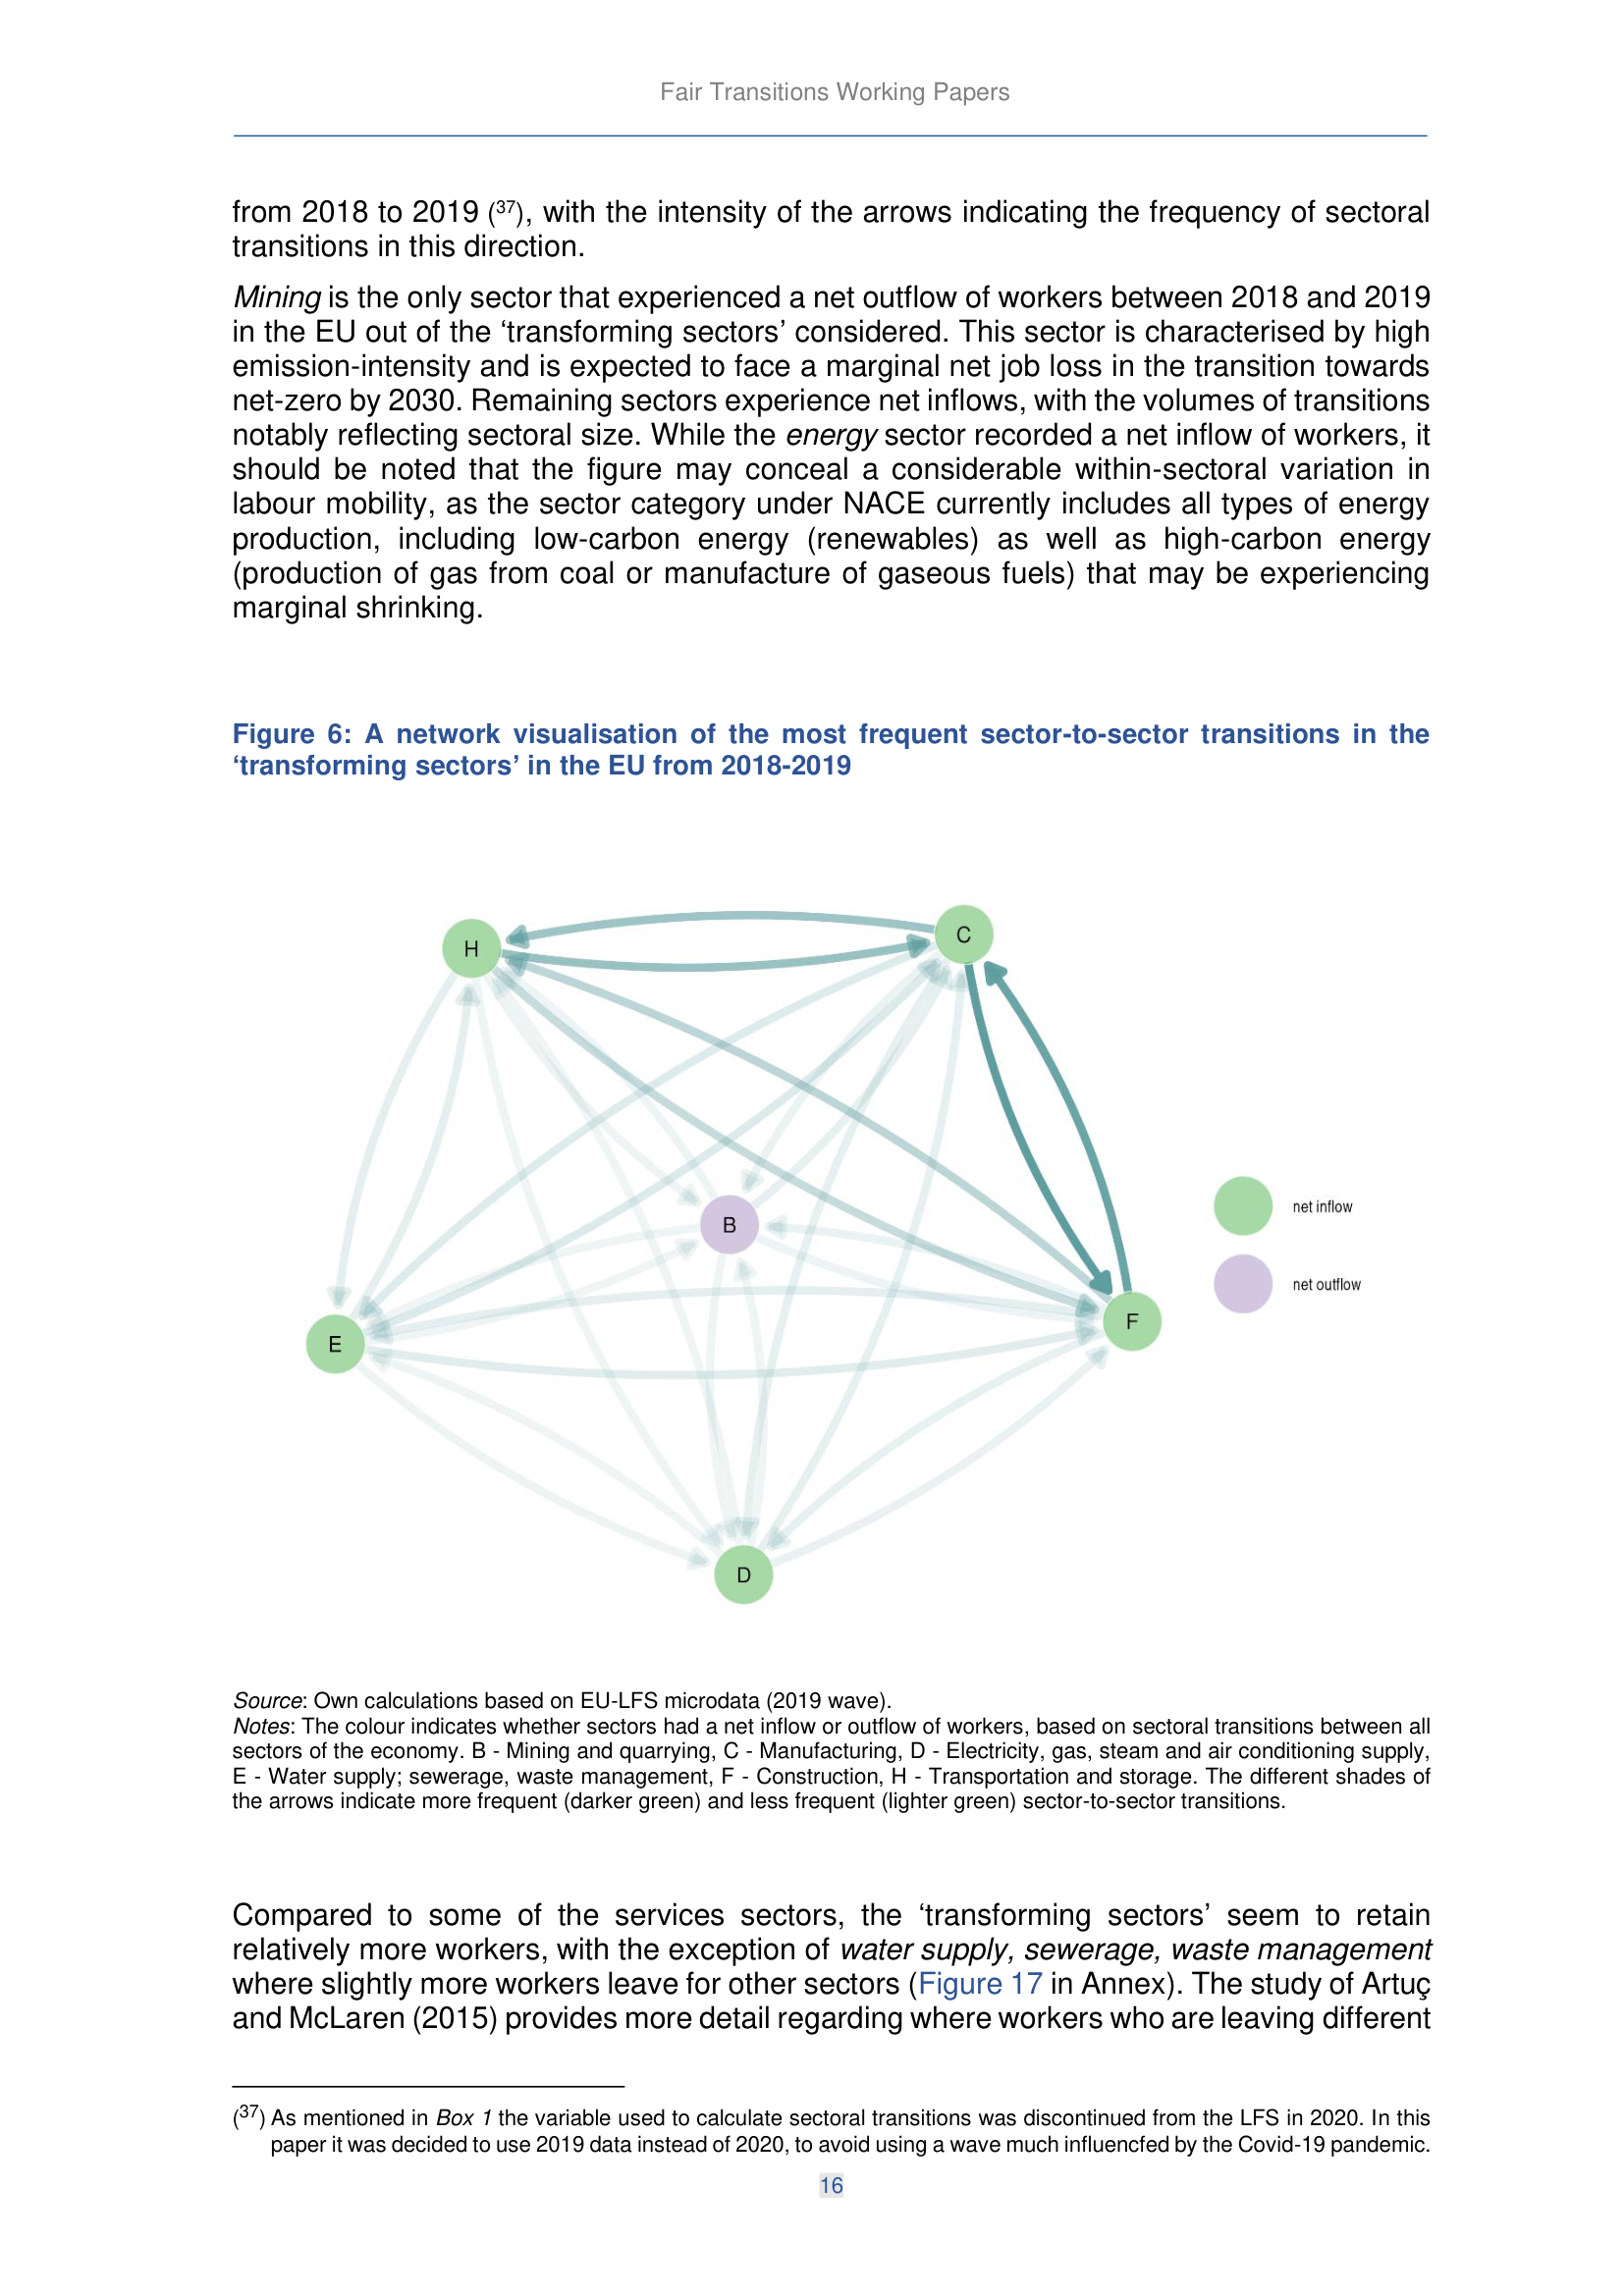 Fair Transitions Working Papers
from 2018 to 2019 (37), with the intensity of the arrows indicating the frequency of sectoral
transitions in this direction.
Mining is the only sector that experienced a net outflow of workers between 2018 and 2019
in the EU out of the ‘transforming sectors’ considered. This sector is characterised by high
emission-intensity and is expected to face a marginal net job loss in the transition towards
net-zero by 2030. Remaining sectors experience net inflows, with the volumes of transitions
notably reflecting sectoral size. While the energy sector recorded a net inflow of workers, it
should be noted that the figure may conceal a considerable within-sectoral variation in
labour mobility, as the sector category under NACE currently includes all types of energy
production, including low-carbon energy (renewables) as well as high-carbon energy
(production of gas from coal or manufacture of gaseous fuels) that may be experiencing
marginal shrinking.
Figure 6: A network visualisation of the most frequent sector-to-sector transitions in the
‘transforming sectors’ in the EU from 2018-2019
H
C
B
net inflow
net outflow
F
E
D
Source: Own calculations based on EU-LFS microdata (2019 wave).
Notes: The colour indicates whether sectors had a net inflow or outflow of workers, based on sectoral transitions between all
sectors of the economy. B - Mining and quarrying, C - Manufacturing, D - Electricity, gas, steam and air conditioning supply,
E - Water supply; sewerage, waste management, F - Construction, H - Transportation and storage. The different shades of
the arrows indicate more frequent (darker green) and less frequent (lighter green) sector-to-sector transitions.
Compared to some of the services sectors, the ‘transforming sectors’ seem to retain
relatively more workers, with the exception of water supply, sewerage, waste management
where slightly more workers leave for other sectors (Figure 17 in Annex). The study of Artuç
and McLaren (2015) provides more detail regarding where workers who are leaving different
(37) As mentioned in Box 1 the variable used to calculate sectoral transitions was discontinued from the LFS in 2020. In this
paper it was decided to use 2019 data instead of 2020, to avoid using a wave much influencfed by the Covid-19 pandemic.
16